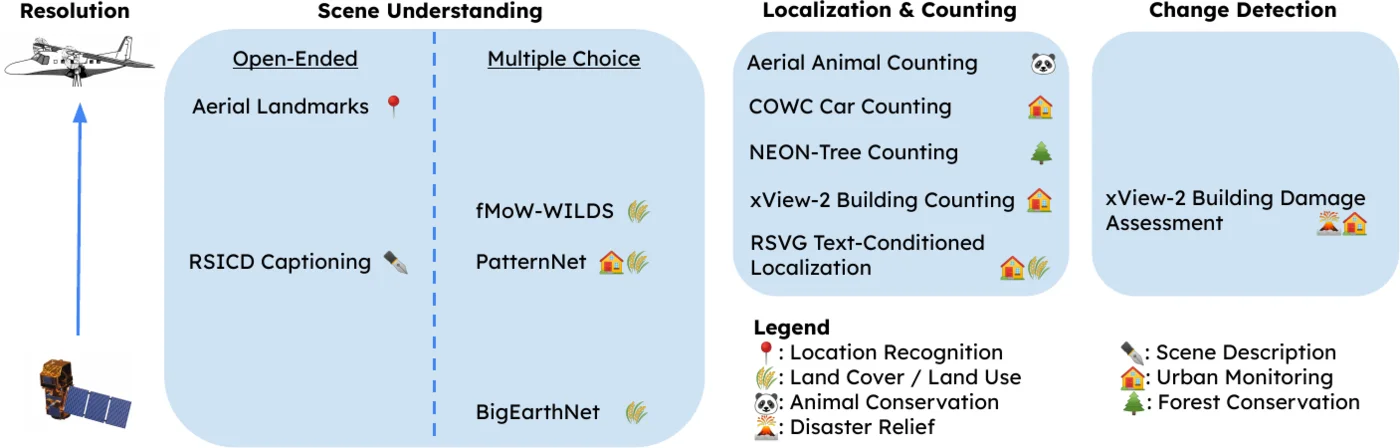 Resolution
Scene Understanding
Localization & Counting
Change Detection
Open-Ended
Multiple Choice
Aerial Landmarks
fMoW-WILDS
RSICD Captioning
PatternNet
BigEarthNet
Aerial Animal Counting
COWC Car Counting
NEON-Tree Counting
xView-2 Building Counting
RSVG Text-Conditioned
Localization
xView-2 Building Damage
Assessment
Legend
: Location Recognition
: Land Cover / Land Use
: Animal Conservation
: Disaster Relief
: Scene Description
: Urban Monitoring
: Forest Conservation